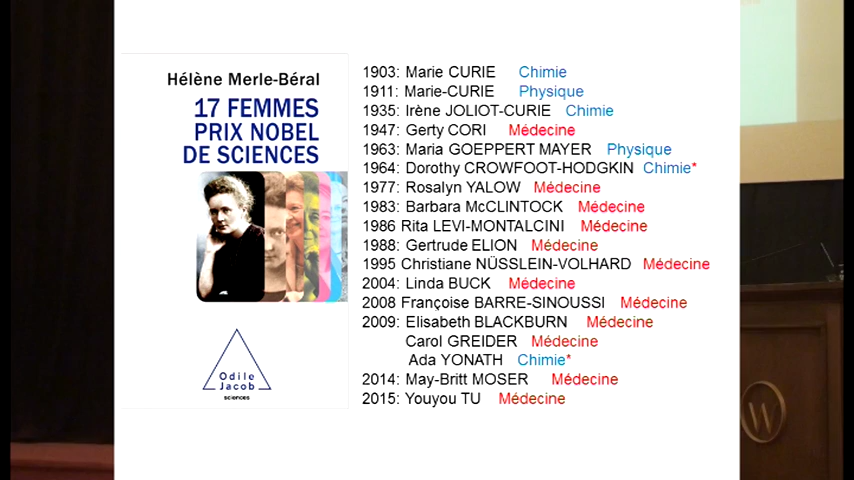 Hélène Merle-Béral
17 FEMMES
PRIX NOBEL
DE SCIENCES
Odile
Jacob
sciences
1903: Marie CURIE Chimie
1911: Marie-CURIE Physique
1935: Irène JOLIOT-CURIE Chimie
1947: Gerty CORI Médecine
1963: Maria GOEPPERT MAYER Physique
1964: Dorothy CROWFOOT-HODGKIN Chimie*
1977: Rosalyn YALOW Médecine
1983: Barbara McCLINTOCK Médecine
1986 Rita LEVI-MONTALCINI Médecine
1988: Gertrude ELION Médecine
1995 Christiane NÜSSLEIN-VOLHARD Médecine
2004: Linda BUCK Médecine
2008 Françoise BARRE-SINOUSSI Médecine
2009: Elisabeth BLACKBURN Médecine
Carol GREIDER Médecine
Ada YONATH Chimie*
2014: May-Britt MOSER Médecine
2015: Youyou TU Médecine
W